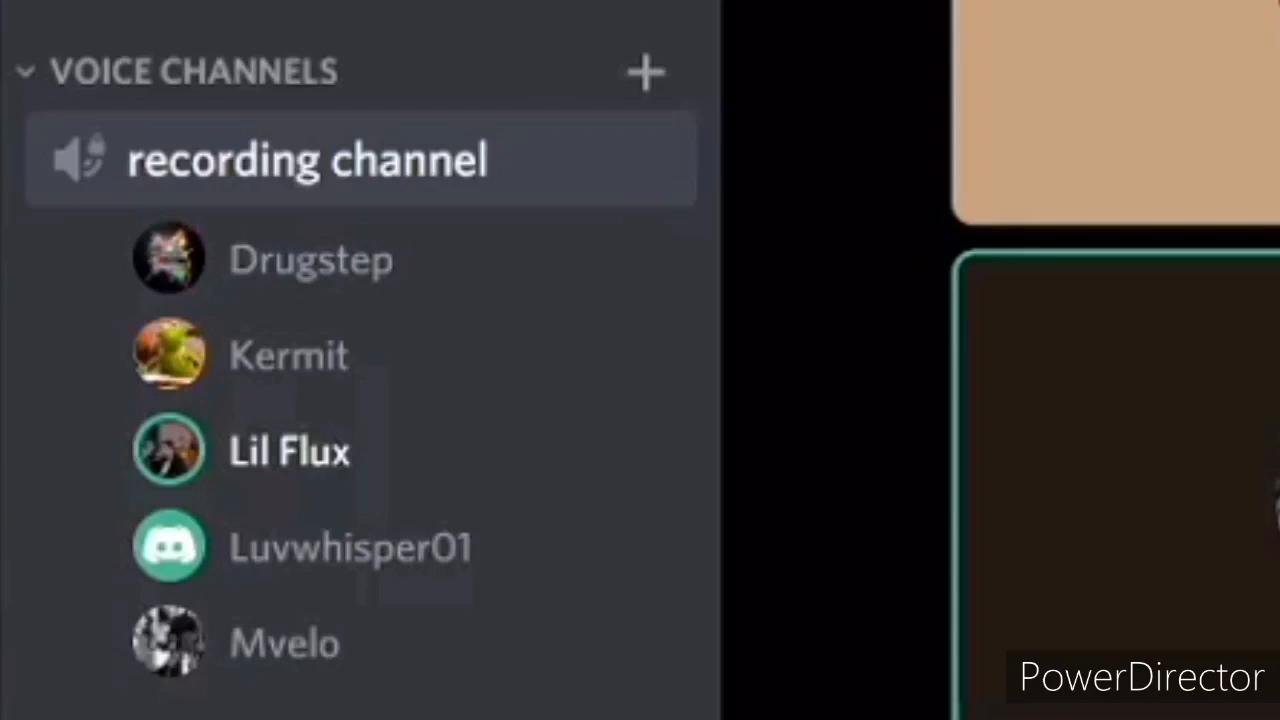 VOICE CHANNELS
recording channel
Drugstep
Kermit
Lil Flux
Luvwhisper01
Mvelo
PowerDirector